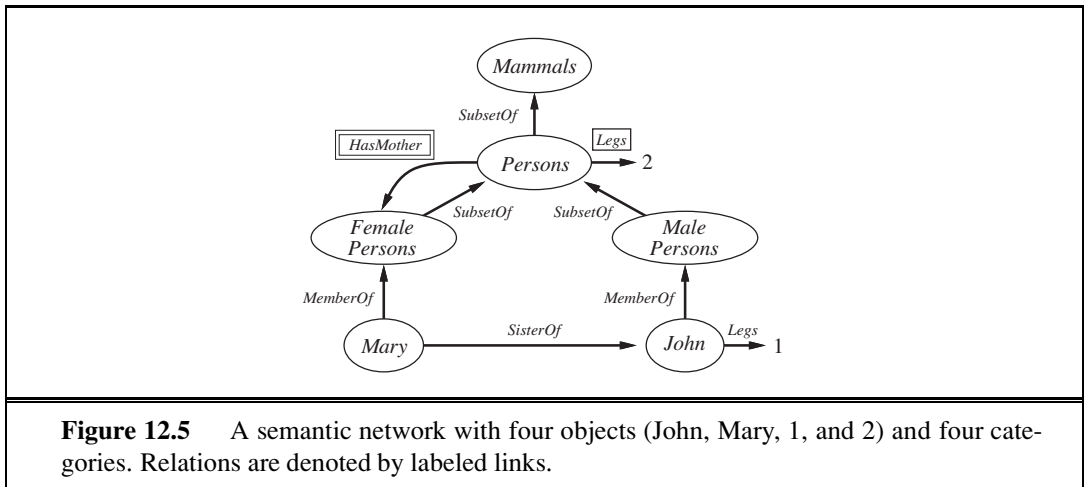 Mammals
SubsetOf
HasMother
Legs
Persons
2
SubsetOf
SubsetOf
Female
Persons
Male
Persons
MemberOf
MemberOf
SisterOf
Legs
Mary
John
1
Figure 12.5 A semantic network with four objects (John, Mary, 1, and 2) and four cate-
gories. Relations are denoted by labeled links.